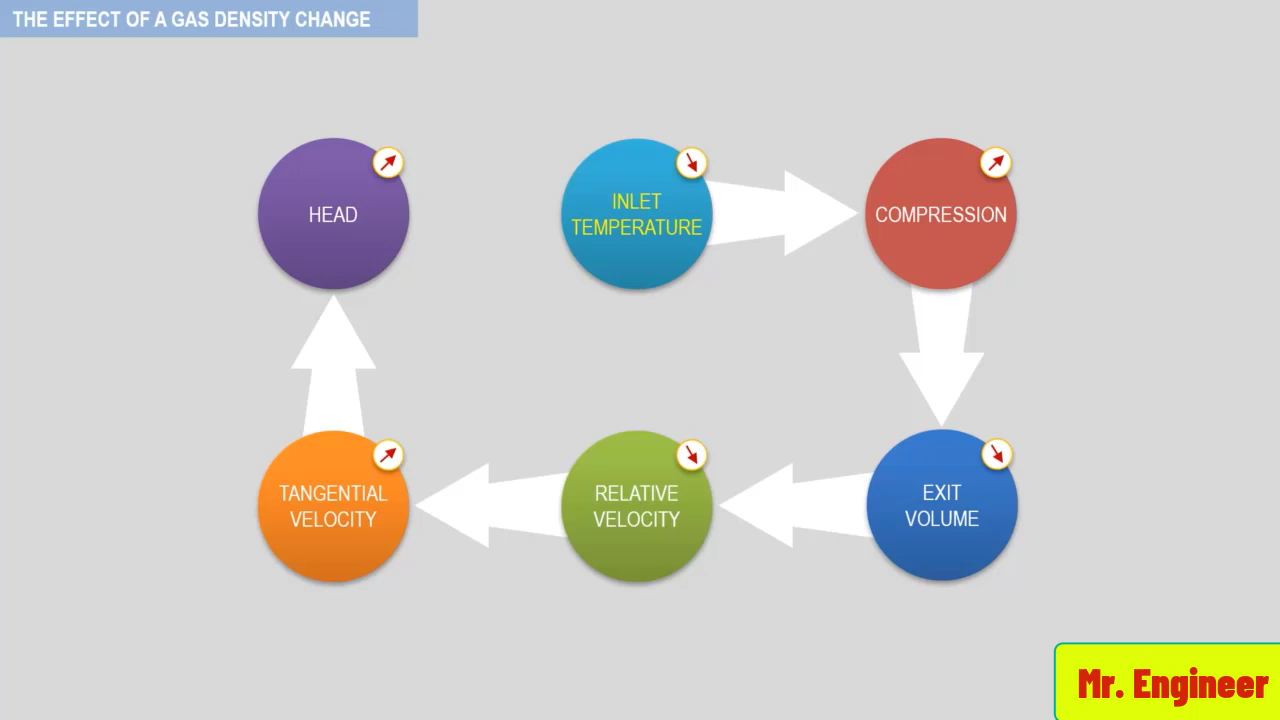 THE EFFECT OF A GAS DENSITY CHANGE
HEAD
INLET
TEMPERATURE
COMPRESSION
TANGENTIAL
VELOCITY
RELATIVE
VELOCITY
EXIT
VOLUME
Mr. Engineer